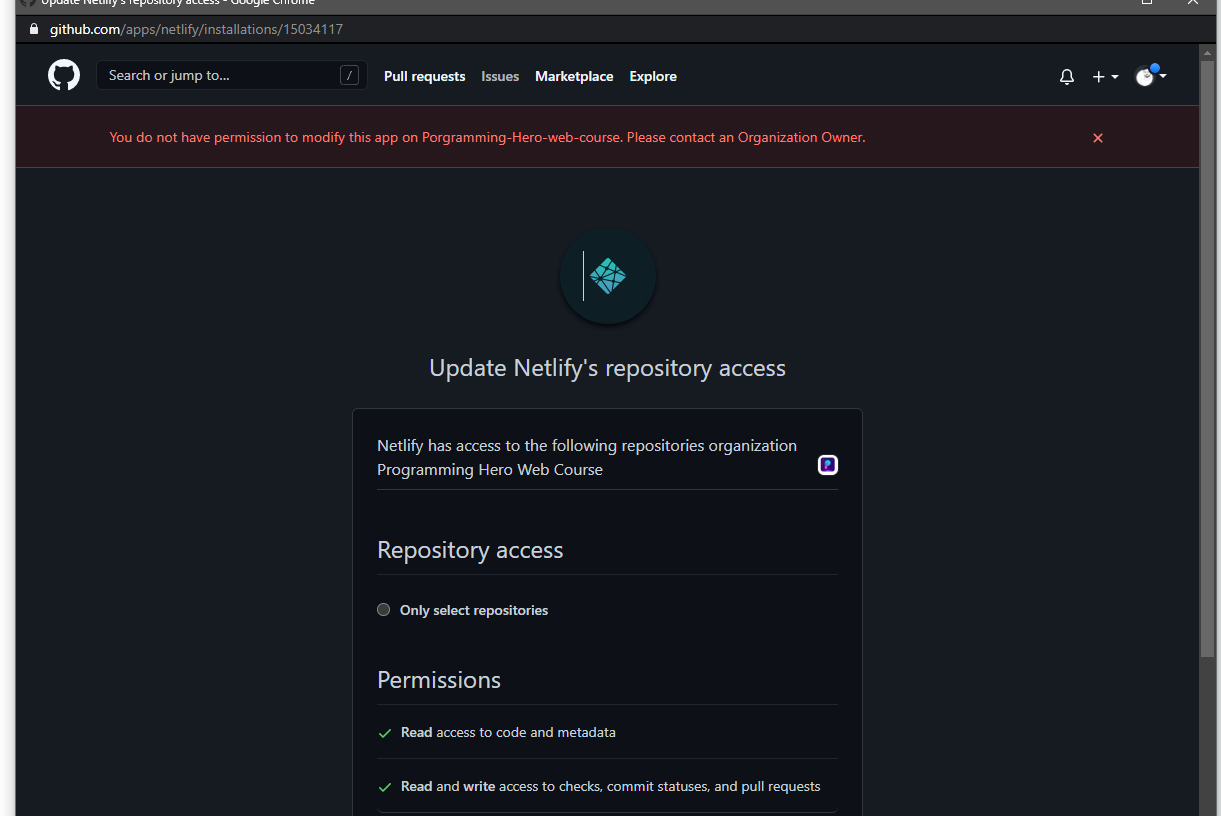 Update Netlify's repository access - Google Chrome
github.com/apps/netlify/installations/15034117
Search or jump to... /
Pull requests Issues Marketplace Explore
You do not have permission to modify this app on Porgramming-Hero-web-course. Please contact an Organization Owner.
Update Netlify's repository access
Netlify has access to the following repositories organization
Programming Hero Web Course
Repository access
Only select repositories
Permissions
Read access to code and metadata
Read and write access to checks, commit statuses, and pull requests